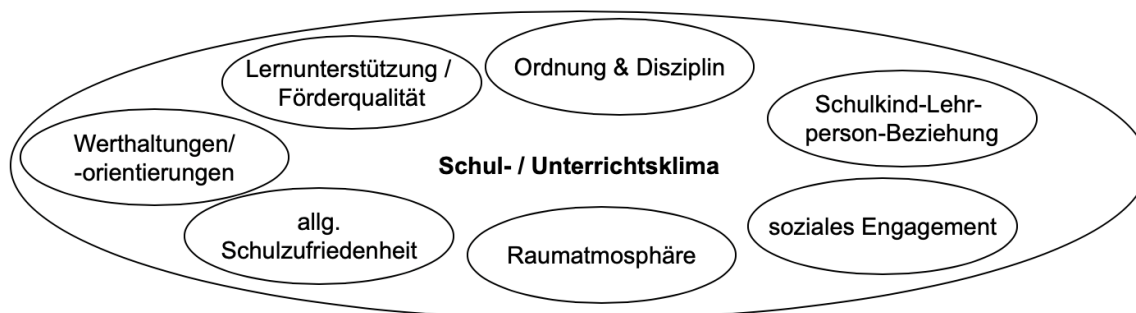 Lernunterstützung /
Förderqualität
Ordnung & Disziplin
Schulkind-Lehr-
person-Beziehung
Werthaltungen/
-orientierungen
Schul- / Unterrichtsklima
allg.
Schulzufriedenheit
Raumatmosphäre
soziales Engagement